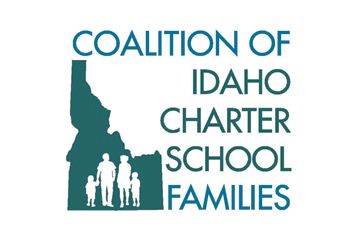 COALITION OF
IDAHO
CHARTER
SCHOOL
FAMILIES